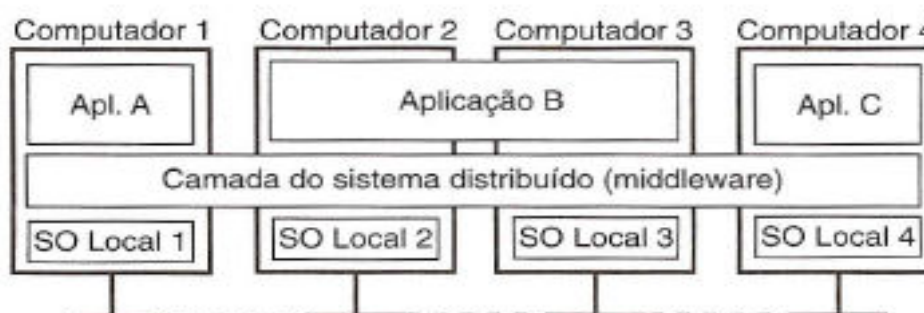 Computador 1 Computador 2 Computador 3 Computador 4
Apl. A Aplicação B Apl. C
Camada do sistema distribuído (middleware)
SO Local 1 SO Local 2 SO Local 3 SO Local 4